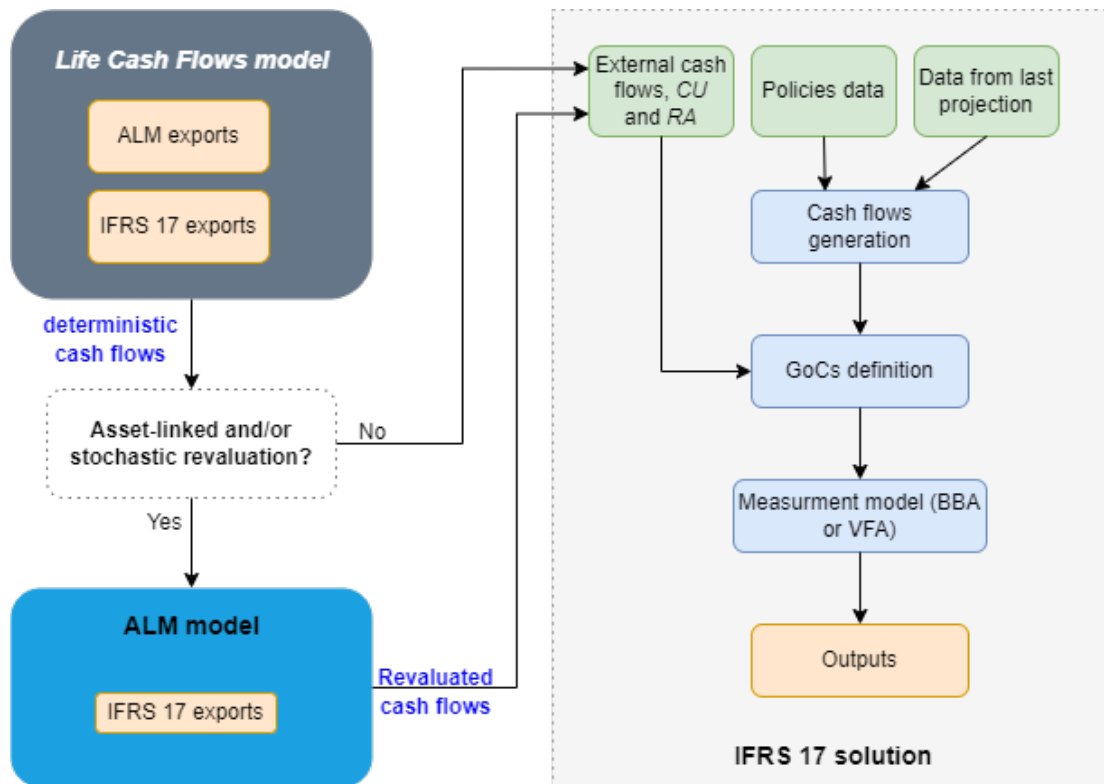 Life Cash Flows model
ALM exports
IFRS 17 exports
deterministic
cash flows
Asset-linked and/or
stochastic revaluation?
No
Yes
ALM model
IFRS 17 exports
Revaluated
cash flows
External cash
flows, CU
and RA
Policies data
Data from last
projection
Cash flows
generation
GoCs definition
Measurment model (BBA
or VFA)
Outputs
IFRS 17 solution